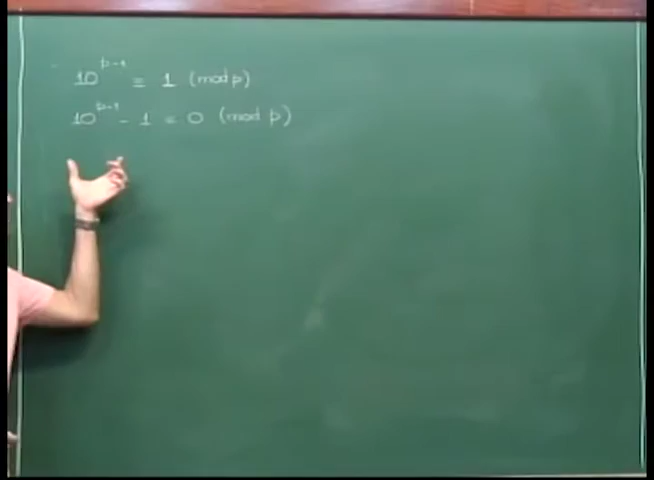 10^{p-1} ≡ 1 (mod p)
10^{p-1} - 1 ≡ 0 (mod p)